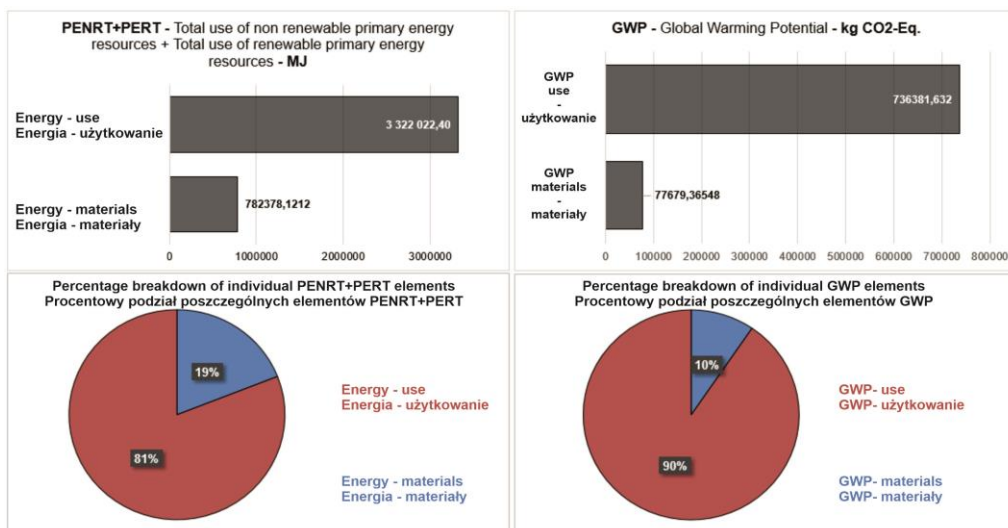 PENRT+PERT - Total use of non renewable primary energy
resources + Total use of renewable primary energy
resources - MJ
Energy - use
Energia - użytkowanie
3 322 022,40
Energy - materials
Energia - materiały
782378,1212
0 1000000 2000000 3000000
GWP - Global Warming Potential - kg CO2-Eq.
GWP
use
-
użytkowanie
736381,632
GWP
materials
-
materiały
77679,36548
0 100000 200000 300000 400000 500000 600000 700000 800000
Percentage breakdown of individual PENRT+PERT elements
Procentowy podział poszczególnych elementów PENRT+PERT
19%
81%
Energy - use
Energia - użytkowanie
Energy - materials
Energia - materiały
Percentage breakdown of individual GWP elements
Procentowy podział poszczególnych elementów GWP
10%
90%
GWP- use
GWP- użytkowanie
GWP- materials
GWP- materiały